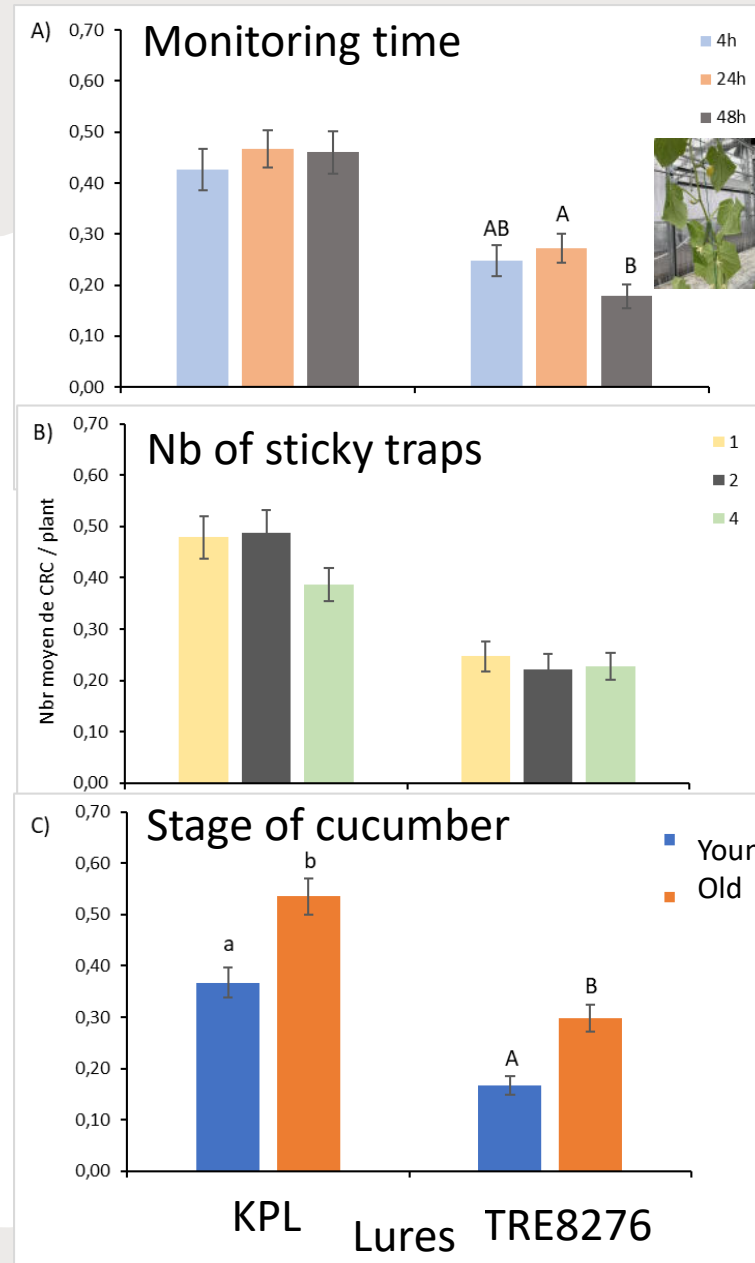 A)
Monitoring time
4h
24h
48h
0,70
0,60
0,50
0,40
0,30
0,20
0,10
0,00
AB
A
B
B)
Nb of sticky traps
1
2
4
Nbr moyen de CRC / plant
0,70
0,60
0,50
0,40
0,30
0,20
0,10
0,00
C)
Stage of cucumber
Youn
Old
0,70
0,60
0,50
0,40
0,30
0,20
0,10
0,00
a
b
A
B
KPL
TRE8276
Lures